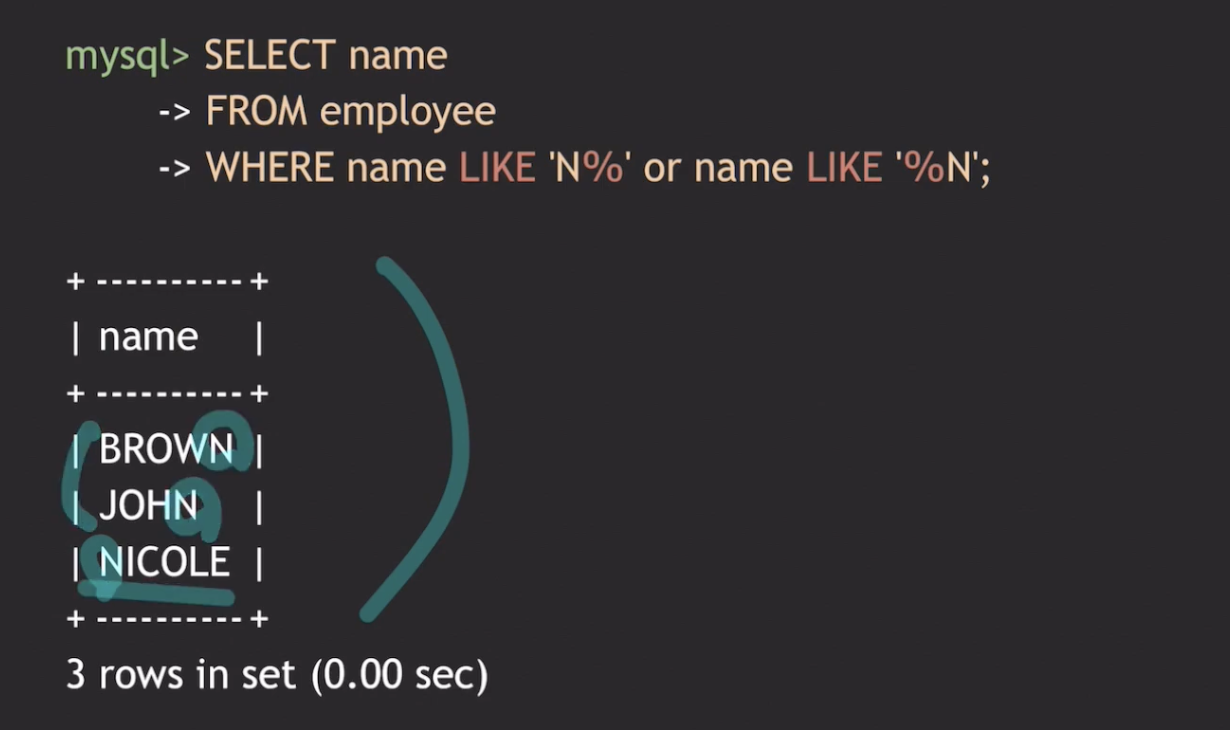 mysql> SELECT name
-> FROM employee
-> WHERE name LIKE 'N%' or name LIKE '%N';
+ ---------- +
| name |
+ ---------- +
| BROWN |
| JOHN |
| NICOLE |
+ ---------- +
3 rows in set (0.00 sec)